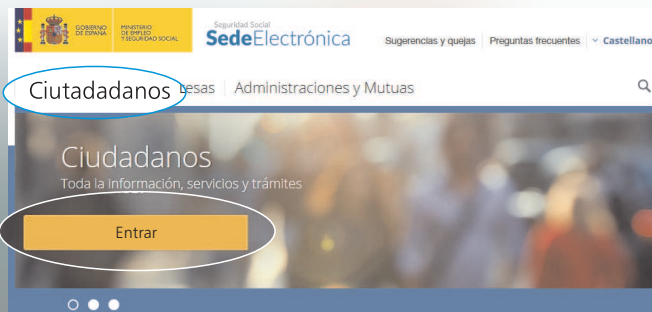 GOBIERNO
DE ESPAÑA
MINISTERIO
DE EMPLEO
Y SEGURIDAD SOCIAL
Seguridad Social
SedeElectrónica
Sugerencias y quejas
Preguntas frecuentes
Castellano
Ciutadadanos
esas
Administraciones y Mutuas
Ciudadanos
Toda la información, servicios y trámites
Entrar